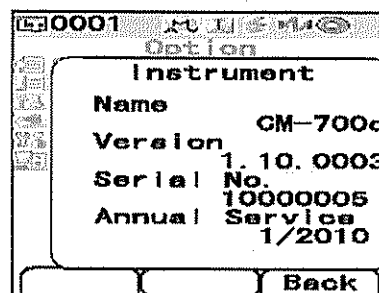 0001
Option
Instrument
Name
CM-700d
Version
1.10.0003
Serial No.
10000005
Annual Service
1/2010
Back